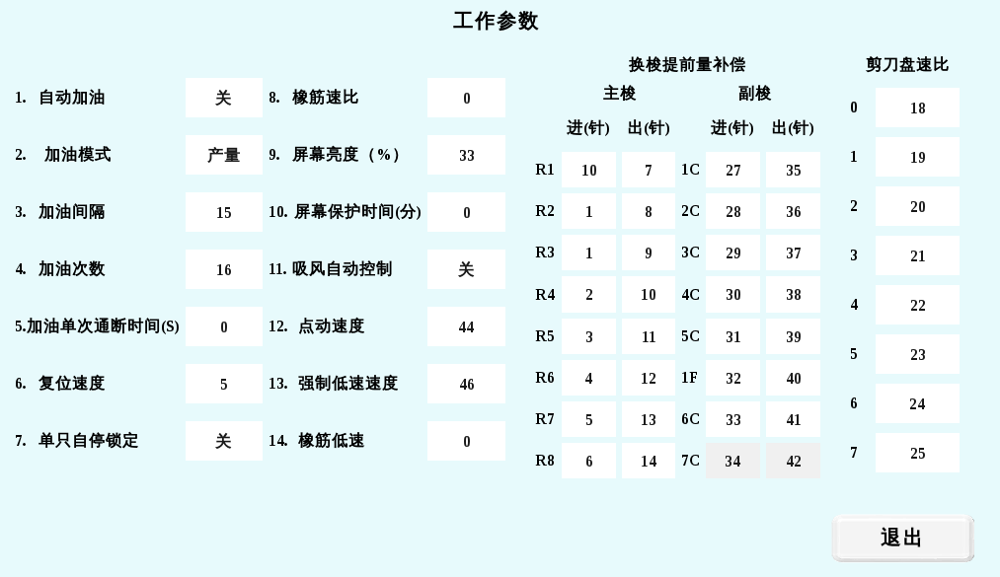 工作参数
换梭提前量补偿 剪刀盘速比
主梭 副梭
进(针) 出(针) 进(针) 出(针)
1. 自动加油 关 8. 橡筋速比 0
2. 加油模式 产量 9. 屏幕亮度（%） 33
3. 加油间隔 15 10. 屏幕保护时间(分) 0
4. 加油次数 16 11. 吸风自动控制 关
5.加油单次通断时间(S) 0 12. 点动速度 44
6. 复位速度 5 13. 强制低速速度 46
7. 单只自停锁定 关 14. 橡筋低速 0
R1 10 7 1C 27 35
R2 1 8 2C 28 36
R3 1 9 3C 29 37
R4 2 10 4C 30 38
R5 3 11 5C 31 39
R6 4 12 1F 32 40
R7 5 13 6C 33 41
R8 6 14 7C 34 42
0 18
1 19
2 20
3 21
4 22
5 23
6 24
7 25
退出